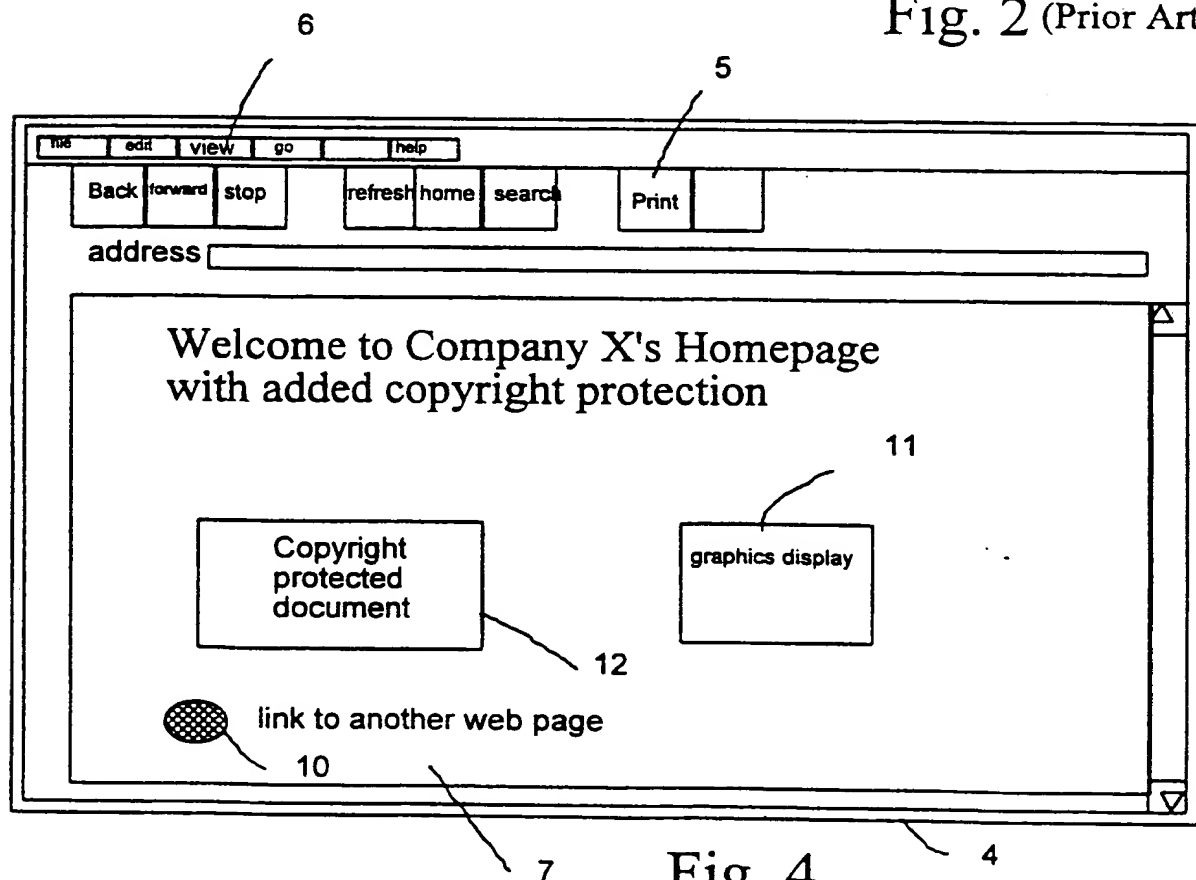 Fig. 2 (Prior Art
6
5
file edit view go help
Back forward stop refresh home search Print
address
Welcome to Company X's Homepage
with added copyright protection
11
Copyright
protected
document
graphics display
12
link to another web page
10
7
Fig. 4
4